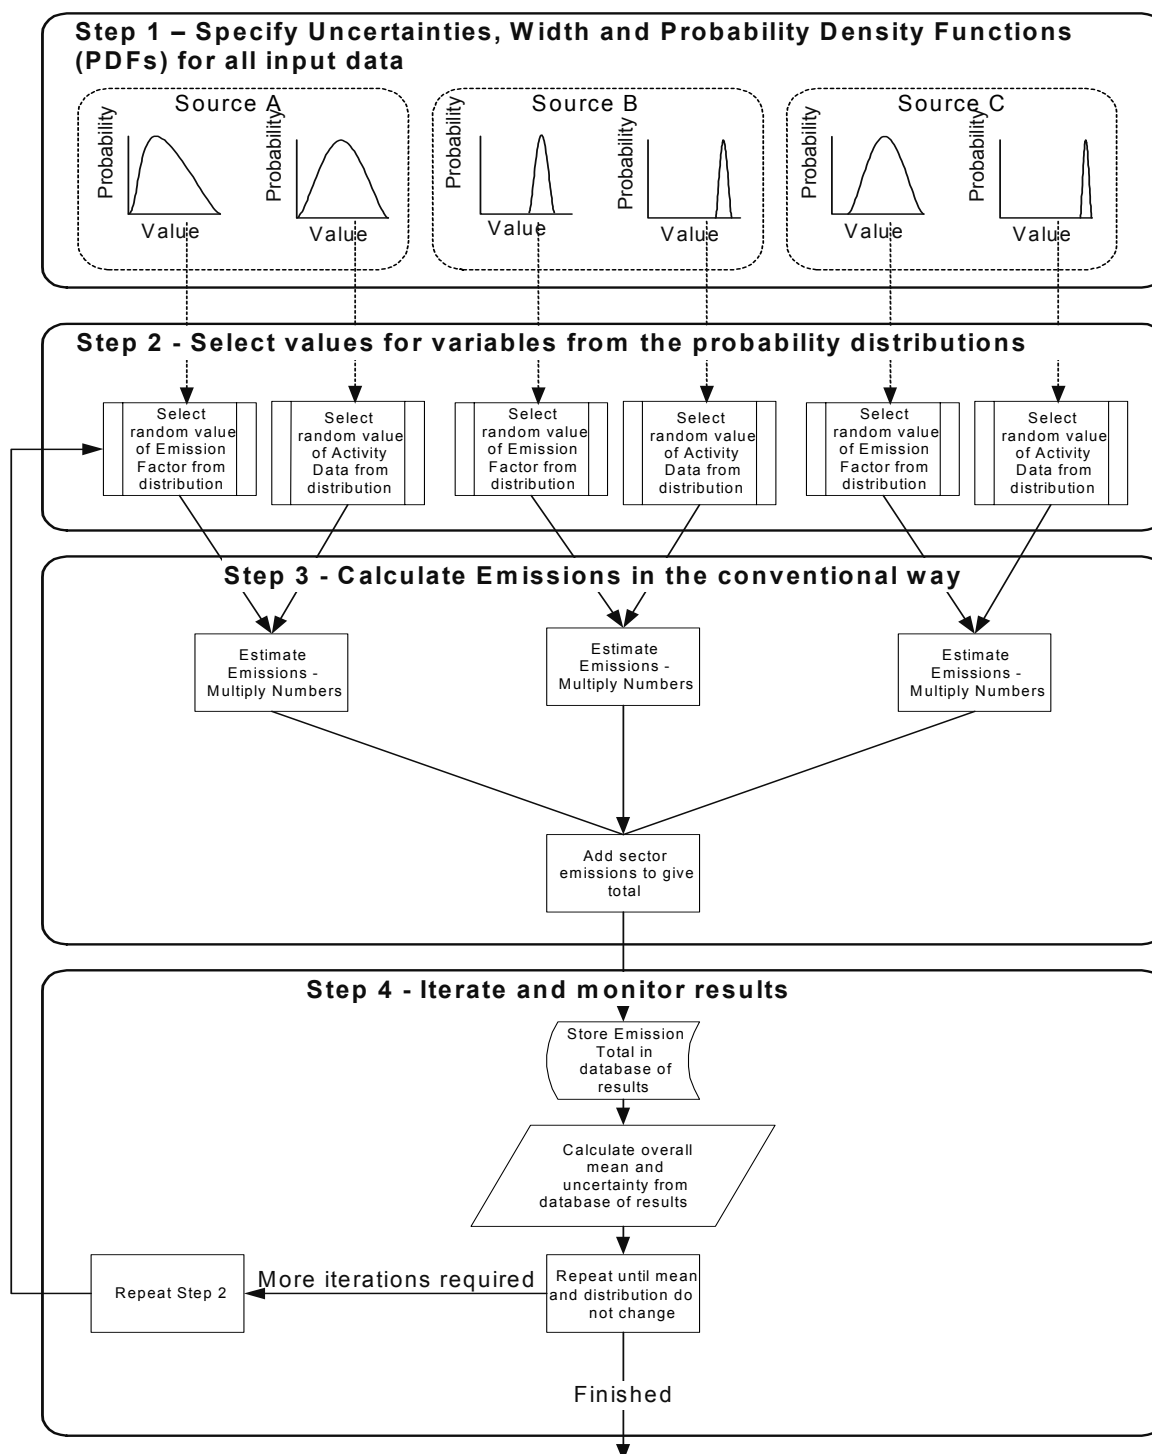 Step 1 – Specify Uncertainties, Width and Probability Density Functions
(PDFs) for all input data
Source A
Probability
Value
Probability
Value
Source B
Probability
Value
Probability
Value
Source C
Probability
Value
Probability
Value
Step 2 - Select values for variables from the probability distributions
Select
random value
of Emission
Factor from
distribution
Select
random value
of Activity
Data from
distribution
Select
random value
of Emission
Factor from
distribution
Select
random value
of Activity
Data from
distribution
Select
random value
of Emission
Factor from
distribution
Select
random value
of Activity
Data from
distribution
Step 3 - Calculate Emissions in the conventional way
Estimate
Emissions -
Multiply Numbers
Estimate
Emissions -
Multiply Numbers
Estimate
Emissions -
Multiply Numbers
Add sector
emissions to give
total
Step 4 - Iterate and monitor results
Store Emission
Total in
database of
results
Calculate overall
mean and
uncertainty from
database of results
Repeat until mean
and distribution do
not change
More iterations required
Repeat Step 2
Finished